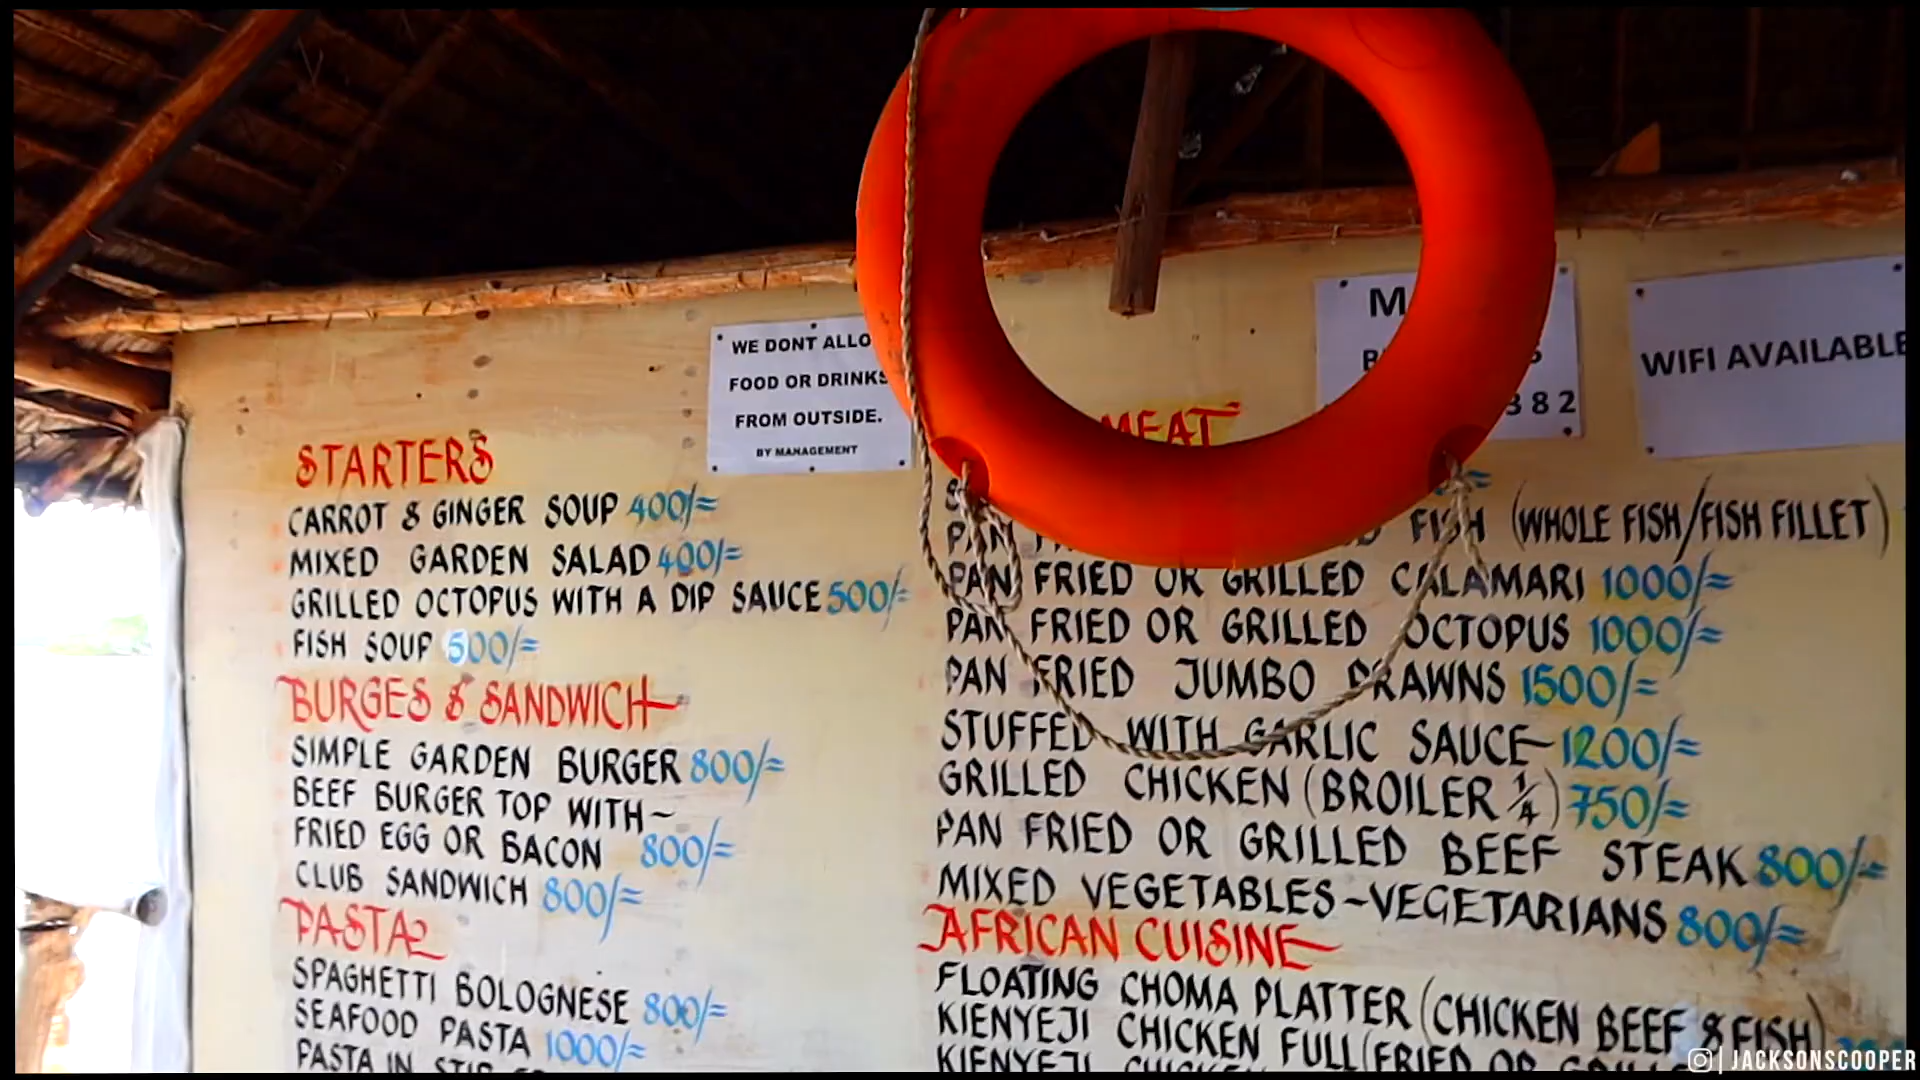 WE DONT ALLO
FOOD OR DRINKS
FROM OUTSIDE.
BY MANAGEMENT
M
B
382
WIFI AVAILABLE
STARTERS
CARROT & GINGER SOUP 400/=
MIXED GARDEN SALAD 400/=
GRILLED OCTOPUS WITH A DIP SAUCE 500/=
FISH SOUP 500/=
BURGES & SANDWICH
SIMPLE GARDEN BURGER 800/=
BEEF BURGER TOP WITH~
FRIED EGG OR BACON 800/=
CLUB SANDWICH 800/=
PASTA
SPAGHETTI BOLOGNESE 800/=
SEAFOOD PASTA 1000/=
PASTA IN STIR
MEAT
PAN FISH (WHOLE FISH/FISH FILLET)
PAN FRIED OR GRILLED CALAMARI 1000/=
PAN FRIED OR GRILLED OCTOPUS 1000/=
PAN FRIED JUMBO PRAWNS 1500/=
STUFFED WITH GARLIC SAUCE 1200/=
GRILLED CHICKEN (BROILER 1/4) 750/=
PAN FRIED OR GRILLED BEEF STEAK 800/=
MIXED VEGETABLES~VEGETARIANS 800/=
AFRICAN CUISINE
FLOATING CHOMA PLATTER (CHICKEN BEEF & FISH)
KIENYEJI CHICKEN FULL (FRIED OR
KIENYEJI CHICKEN
| JACKSONSCOOPER